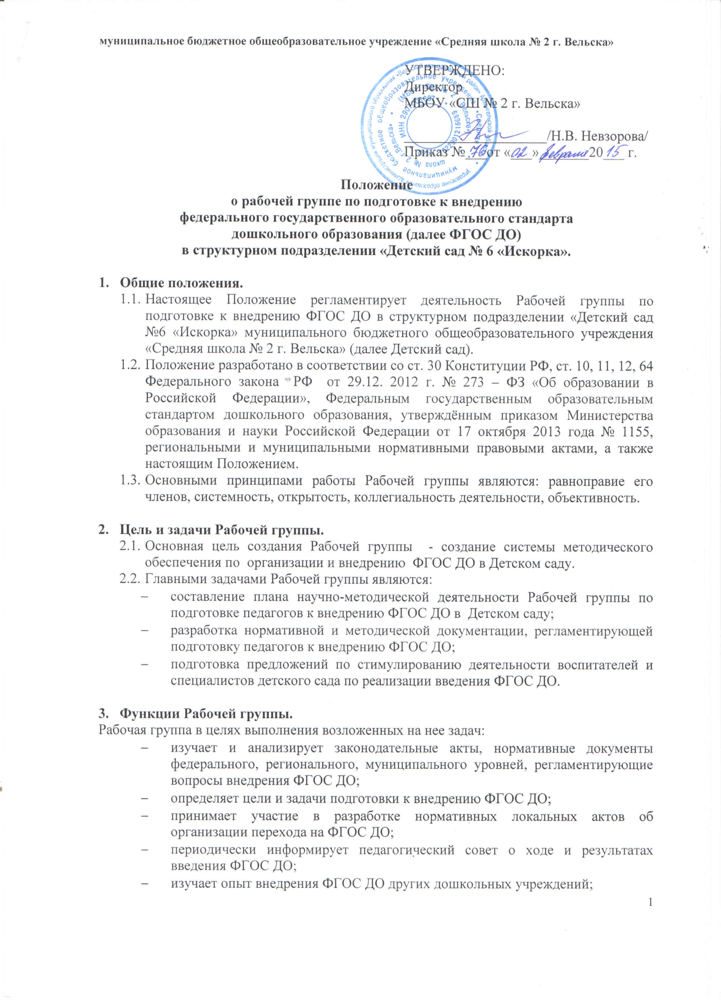 муниципальное бюджетное общеобразовательное учреждение «Средняя школа № 2 г. Вельска»
УТВЕРЖДЕНО:
Директор
МБОУ «СШ № 2 г. Вельска»
/Н.В. Невзорова/
Приказ № 76 от «02» февраля 2015 г.
Положение
о рабочей группе по подготовке к внедрению
федерального государственного образовательного стандарта
дошкольного образования (далее ФГОС ДО)
в структурном подразделении «Детский сад № 6 «Искорка».
1. Общие положения.
1.1. Настоящее Положение регламентирует деятельность Рабочей группы по
подготовке к внедрению ФГОС ДО в структурном подразделении «Детский сад
№6 «Искорка» муниципального бюджетного общеобразовательного учреждения
«Средняя школа № 2 г. Вельска» (далее Детский сад).
1.2. Положение разработано в соответствии со ст. 30 Конституции РФ, ст. 10, 11, 12, 64
Федерального закона РФ от 29.12. 2012 г. № 273 – ФЗ «Об образовании в
Российской Федерации», Федеральным государственным образовательным
стандартом дошкольного образования, утверждённым приказом Министерства
образования и науки Российской Федерации от 17 октября 2013 года № 1155,
региональными и муниципальными нормативными правовыми актами, а также
настоящим Положением.
1.3. Основными принципами работы Рабочей группы являются: равноправие его
членов, системность, открытость, коллегиальность деятельности, объективность.
2. Цель и задачи Рабочей группы.
2.1. Основная цель создания Рабочей группы - создание системы методического
обеспечения по организации и внедрению ФГОС ДО в Детском саду.
2.2. Главными задачами Рабочей группы являются:
– составление плана научно-методической деятельности Рабочей группы по
подготовке педагогов к внедрению ФГОС ДО в Детском саду;
– разработка нормативной и методической документации, регламентирующей
подготовку педагогов к внедрению ФГОС ДО;
– подготовка предложений по стимулированию деятельности воспитателей и
специалистов детского сада по реализации введения ФГОС ДО.
3. Функции Рабочей группы.
Рабочая группа в целях выполнения возложенных на нее задач:
– изучает и анализирует законодательные акты, нормативные документы
федерального, регионального, муниципального уровней, регламентирующие
вопросы внедрения ФГОС ДО;
– определяет цели и задачи подготовки к внедрению ФГОС ДО;
– принимает участие в разработке нормативных локальных актов об
организации перехода на ФГОС ДО;
– периодически информирует педагогический совет о ходе и результатах
введения ФГОС ДО;
– изучает опыт внедрения ФГОС ДО других дошкольных учреждений;
1